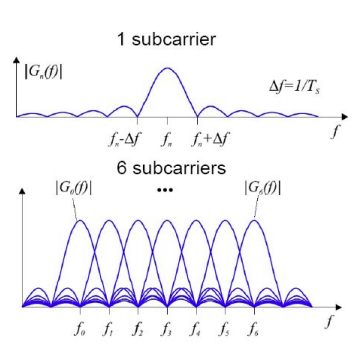 1 subcarrier
|Gₙ(f)|
Δf=1/Tₛ
fₙ-Δf fₙ fₙ+Δf f
6 subcarriers
|G₀(f)| ••• |G₆(f)|
f₀ f₁ f₂ f₃ f₄ f₅ f₆ f